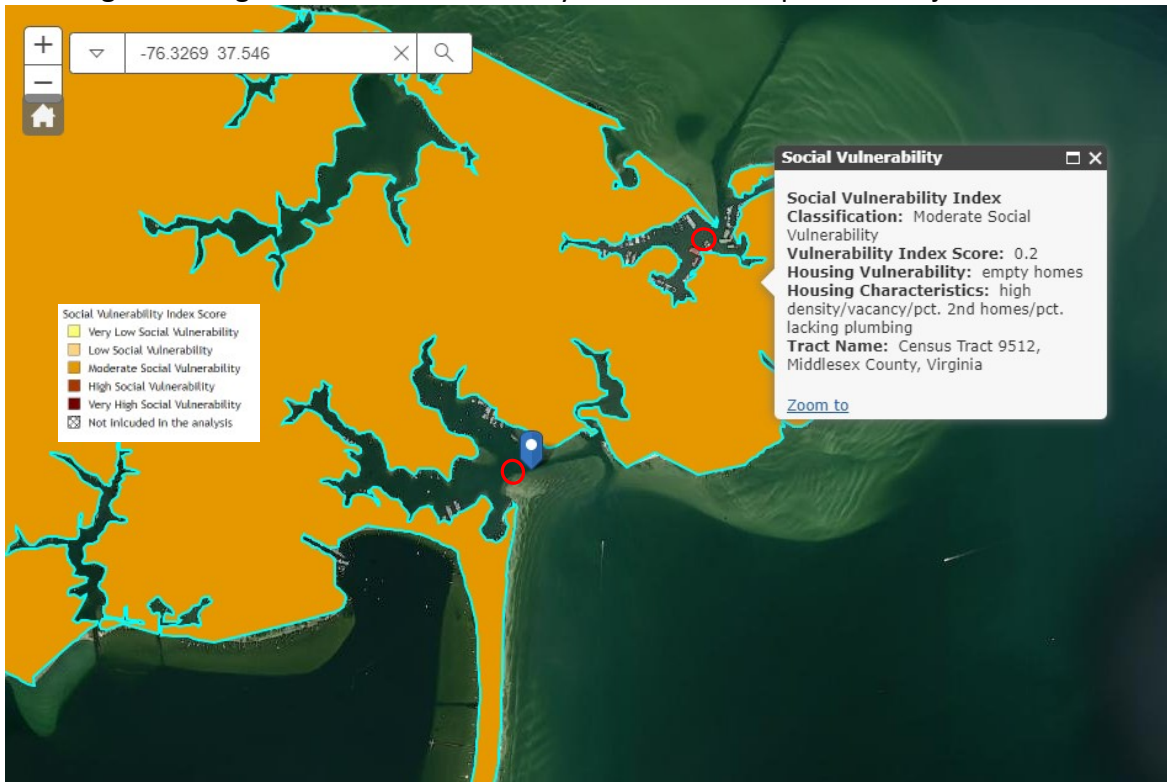 +
-76.3269 37.546
−
Social Vulnerability
Social Vulnerability Index
Classification: Moderate Social
Vulnerability
Vulnerability Index Score: 0.2
Housing Vulnerability: empty homes
Housing Characteristics: high
density/vacancy/pct. 2nd homes/pct.
lacking plumbing
Tract Name: Census Tract 9512,
Middlesex County, Virginia
Zoom to
Social Vulnerability Index Score
Very Low Social Vulnerability
Low Social Vulnerability
Moderate Social Vulnerability
High Social Vulnerability
Very High Social Vulnerability
Not Inlcuded in the analysis